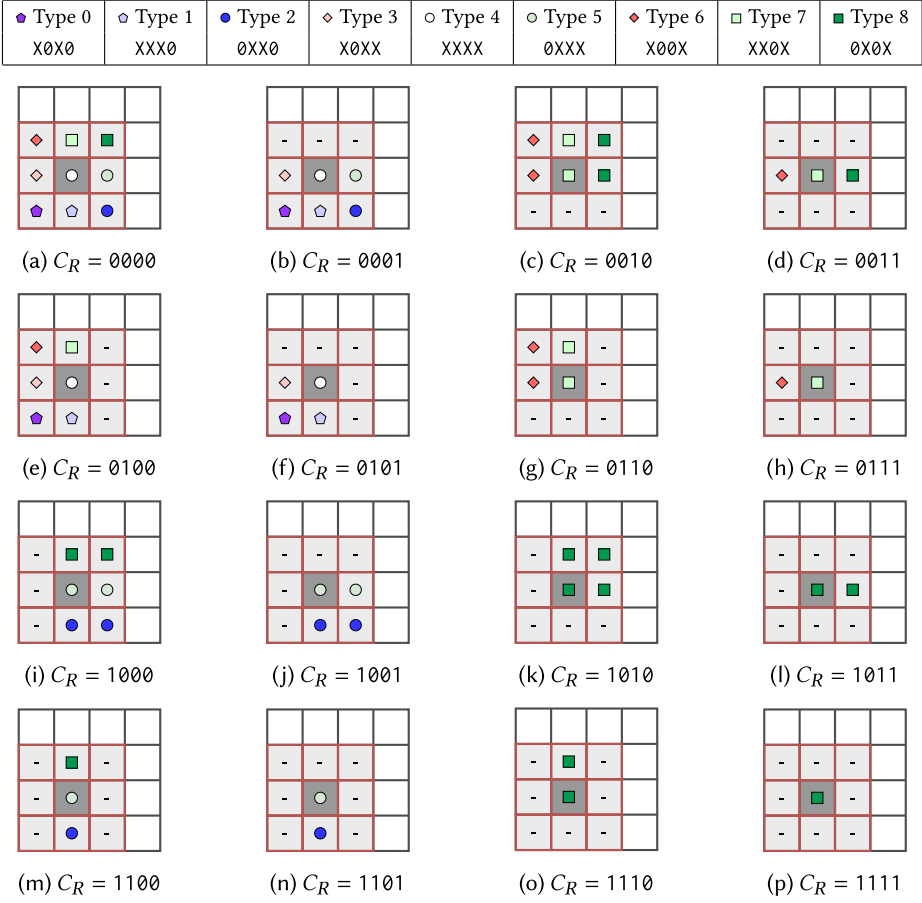 Type 0 Type 1 Type 2 Type 3 Type 4 Type 5 Type 6 Type 7 Type 8
X0X0 XXX0 0XX0 X0XX XXXX 0XXX X00X XX0X 0X0X
- - -
- - -
- - -
- - -
- - -
(a) C_R = 0000 (b) C_R = 0001 (c) C_R = 0010 (d) C_R = 0011
- - - - -
- - - -
- - - - - - - -
(e) C_R = 0100 (f) C_R = 0101 (g) C_R = 0110 (h) C_R = 0111
- - - - - - - -
- - - -
- - - - - - - -
(i) C_R = 1000 (j) C_R = 1001 (k) C_R = 1010 (l) C_R = 1011
- - - - - - - - - -
- - - - - - - -
- - - - - - - - - -
(m) C_R = 1100 (n) C_R = 1101 (o) C_R = 1110 (p) C_R = 1111